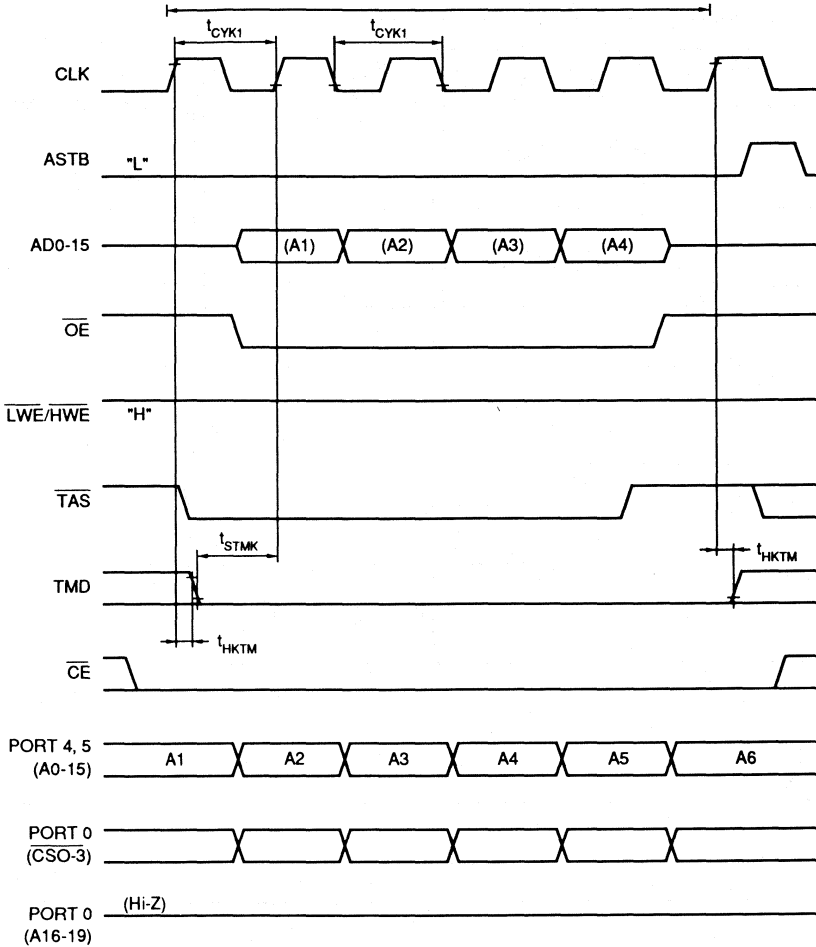 tCYK1 tCYK1
CLK
ASTB "L"
AD0-15 (A1) (A2) (A3) (A4)
OE
LWE/HWE "H"
TAS
tSTMK
tHKTM
TMD
tHKTM
CE
PORT 4, 5 A1 A2 A3 A4 A5 A6
(A0-15)
PORT 0
(CSO-3)
(Hi-Z)
PORT 0
(A16-19)